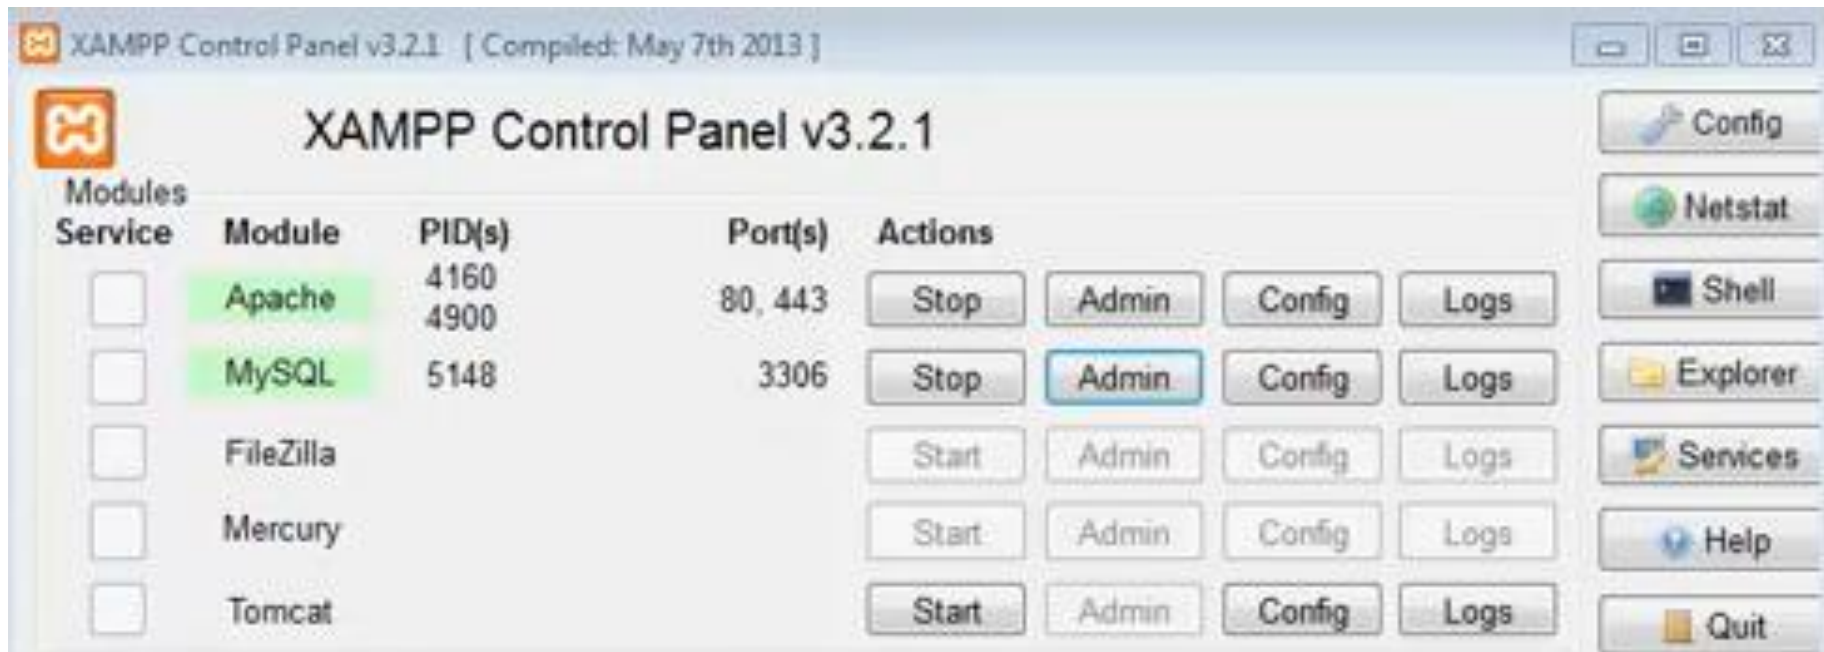 XAMPP Control Panel v3.2.1 [ Compiled: May 7th 2013 ]
XAMPP Control Panel v3.2.1
Config
Modules
Netstat
Service Module PID(s) Port(s) Actions
Apache 4160 4900 80, 443 Stop Admin Config Logs
Shell
MySQL 5148 3306 Stop Admin Config Logs
Explorer
FileZilla Start Admin Config Logs
Services
Mercury Start Admin Config Logs
Help
Tomcat Start Admin Config Logs
Quit